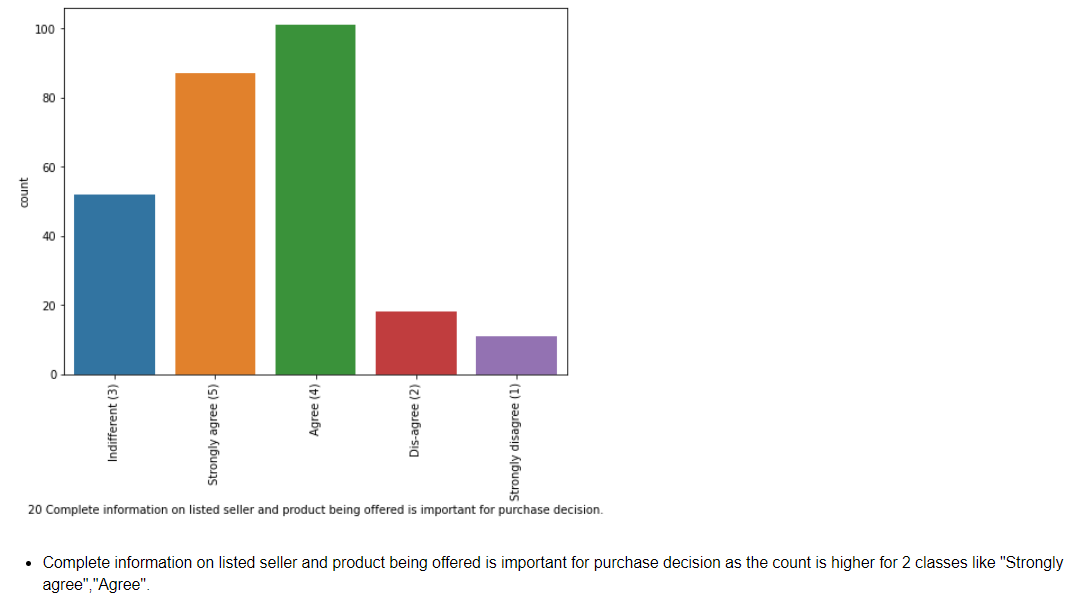 100
80
60
40
20
0
count
Indifferent (3)
Strongly agree (5)
Agree (4)
Dis-agree (2)
Strongly disagree (1)
20 Complete information on listed seller and product being offered is important for purchase decision.
• Complete information on listed seller and product being offered is important for purchase decision as the count is higher for 2 classes like "Strongly
agree","Agree".